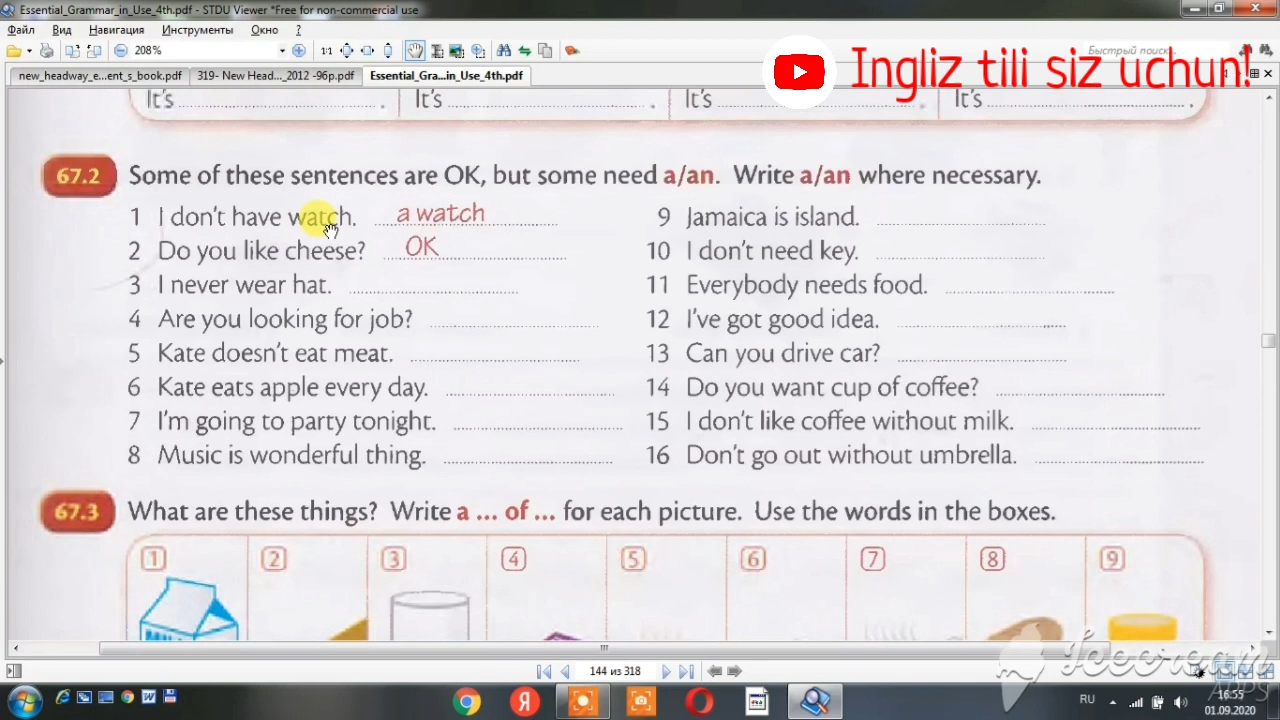 Essential_Grammar_in_Use_4th.pdf - STDU Viewer *Free for non-commercial use
Файл Вид Навигация Инструменты Окно ?
208% 1:1 Быстрый поиск...
new_headway_e...ent_s_book.pdf 319- New Head..._2012 -96p.pdf Essential_Gra...in_Use_4th.pdf
Ingliz tili siz uchun!
It's . It's . It's . It's .
67.2 Some of these sentences are OK, but some need a/an. Write a/an where necessary.
1 I don't have watch. a watch
2 Do you like cheese? OK
3 I never wear hat.
4 Are you looking for job?
5 Kate doesn't eat meat.
6 Kate eats apple every day.
7 I'm going to party tonight.
8 Music is wonderful thing.
9 Jamaica is island.
10 I don't need key.
11 Everybody needs food.
12 I've got good idea.
13 Can you drive car?
14 Do you want cup of coffee?
15 I don't like coffee without milk.
16 Don't go out without umbrella.
67.3 What are these things? Write a ... of ... for each picture. Use the words in the boxes.
1 2 3 4 5 6 7 8 9
Icecream
APPS
144 из 318
RU 16:55
01.09.2020